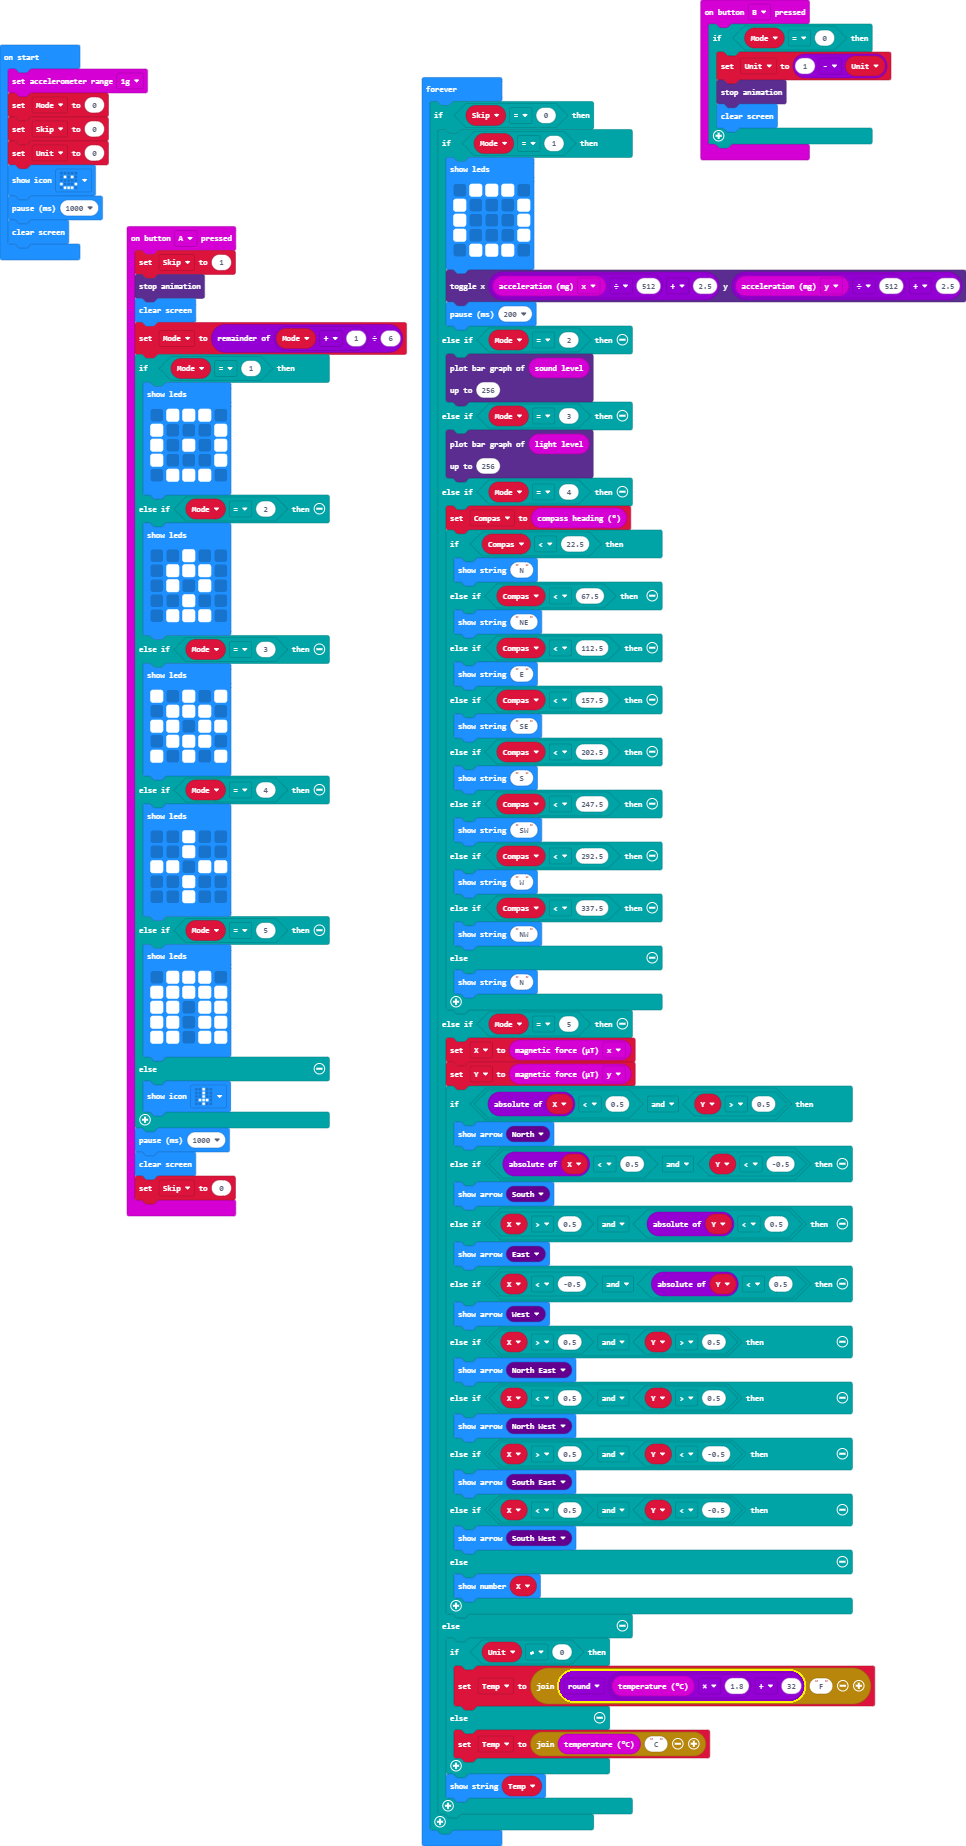 on start
set accelerometer range 1g
set Mode to 0
set Skip to 0
set Unit to 0
show icon
pause (ms) 1000
clear screen
on button A pressed
set Skip to 1
stop animation
clear screen
set Mode to remainder of Mode + 1 ÷ 6
if Mode = 1 then
show leds
else if Mode = 2 then
show leds
else if Mode = 3 then
show leds
else if Mode = 4 then
show leds
else if Mode = 5 then
show leds
else
show icon
pause (ms) 1000
clear screen
set Skip to 0
forever
if Skip = 0 then
if Mode = 1 then
show leds
toggle x acceleration (mg) x ÷ 512 + 2.5 y acceleration (mg) y ÷ 512 + 2.5
pause (ms) 200
else if Mode = 2 then
plot bar graph of sound level
up to 256
else if Mode = 3 then
plot bar graph of light level
up to 256
else if Mode = 4 then
set Compas to compass heading (°)
if Compas < 22.5 then
show string "N"
else if Compas < 67.5 then
show string "NE"
else if Compas < 112.5 then
show string "E"
else if Compas < 157.5 then
show string "SE"
else if Compas < 202.5 then
show string "S"
else if Compas < 247.5 then
show string "SW"
else if Compas < 292.5 then
show string "W"
else if Compas < 337.5 then
show string "NW"
else
show string "N"
else if Mode = 5 then
set X to magnetic force (µT) x
set Y to magnetic force (µT) y
if absolute of X < 0.5 and Y > 0.5 then
show arrow North
else if absolute of X < 0.5 and Y < -0.5 then
show arrow South
else if X > 0.5 and absolute of Y < 0.5 then
show arrow East
else if X < -0.5 and absolute of Y < 0.5 then
show arrow West
else if X > 0.5 and Y > 0.5 then
show arrow North East
else if X < 0.5 and Y > 0.5 then
show arrow North West
else if X > 0.5 and Y < -0.5 then
show arrow South East
else if X < 0.5 and Y < -0.5 then
show arrow South West
else
show number X
else
if Unit ≠ 0 then
set Temp to join round temperature (°C) × 1.8 + 32 "F"
else
set Temp to join temperature (°C) "C"
show string Temp
on button B pressed
if Mode = 0 then
set Unit to 1 - Unit
stop animation
clear screen